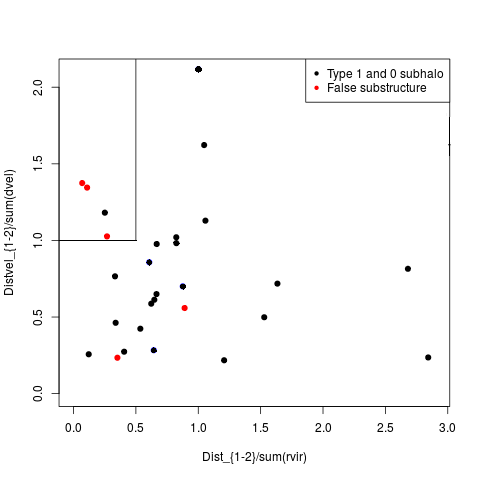 Type 1 and 0 subhalo
False substructure
2.0
1.5
1.0
0.5
0.0
Distvel_{1-2}/sum(dvel)
0.0 0.5 1.0 1.5 2.0 2.5 3.0
Dist_{1-2}/sum(rvir)